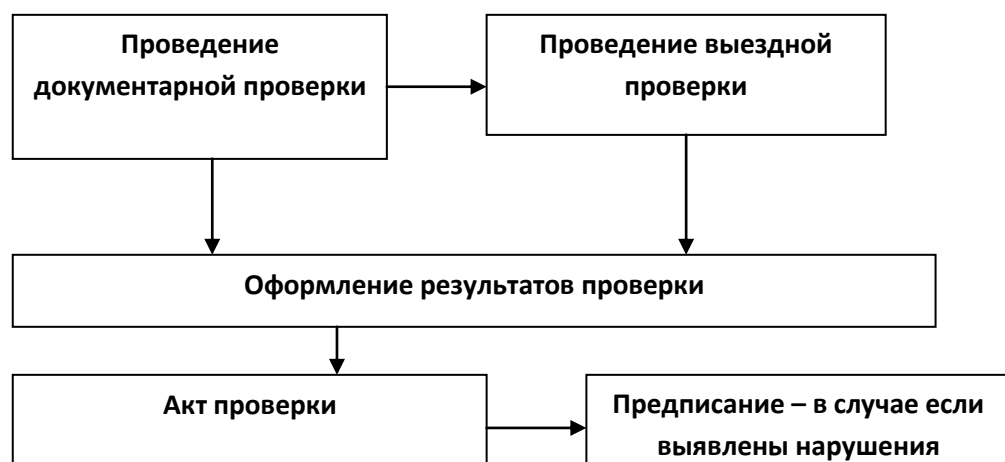 Проведение
документарной проверки
Проведение выездной
проверки
Оформление результатов проверки
Акт проверки
Предписание – в случае если
выявлены нарушения